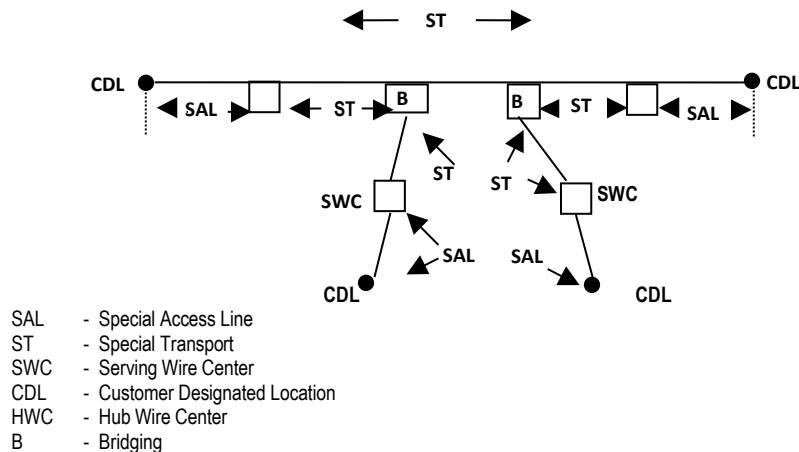 ST
CDL
CDL
B
B
SAL
ST
ST
SAL
ST
ST
SWC
SWC
SAL
SAL
CDL
CDL
SAL - Special Access Line
ST - Special Transport
SWC - Serving Wire Center
CDL - Customer Designated Location
HWC - Hub Wire Center
B - Bridging